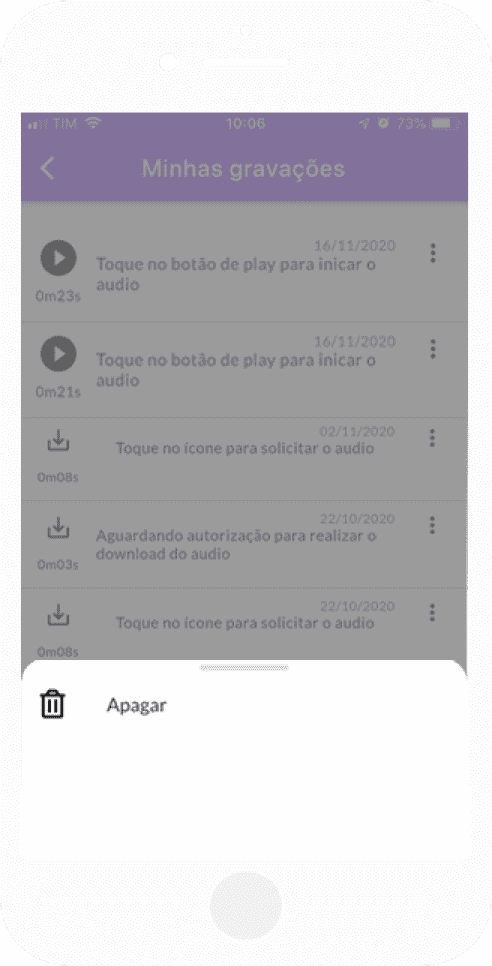 TIM 10:06 73%
Minhas gravações
16/11/2020
Toque no botão de play para inicar o
audio
0m23s
16/11/2020
Toque no botão de play para inicar o
audio
0m21s
02/11/2020
Toque no ícone para solicitar o audio
0m08s
22/10/2020
Aguardando autorização para realizar o
download do audio
0m03s
22/10/2020
Toque no ícone para solicitar o audio
0m08s
Apagar